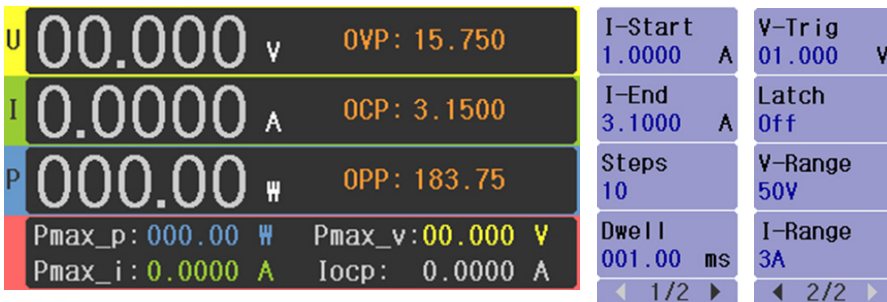 U 00.000 V OVP: 15.750
I 0.0000 A OCP: 3.1500
P 000.00 W OPP: 183.75
Pmax_p: 000.00 W Pmax_v: 00.000 V
Pmax_i: 0.0000 A Iocp: 0.0000 A
I-Start
1.0000 A
I-End
3.1000 A
Steps
10
Dwell
001.00 ms
1/2
V-Trig
01.000 V
Latch
Off
V-Range
50V
I-Range
3A
2/2